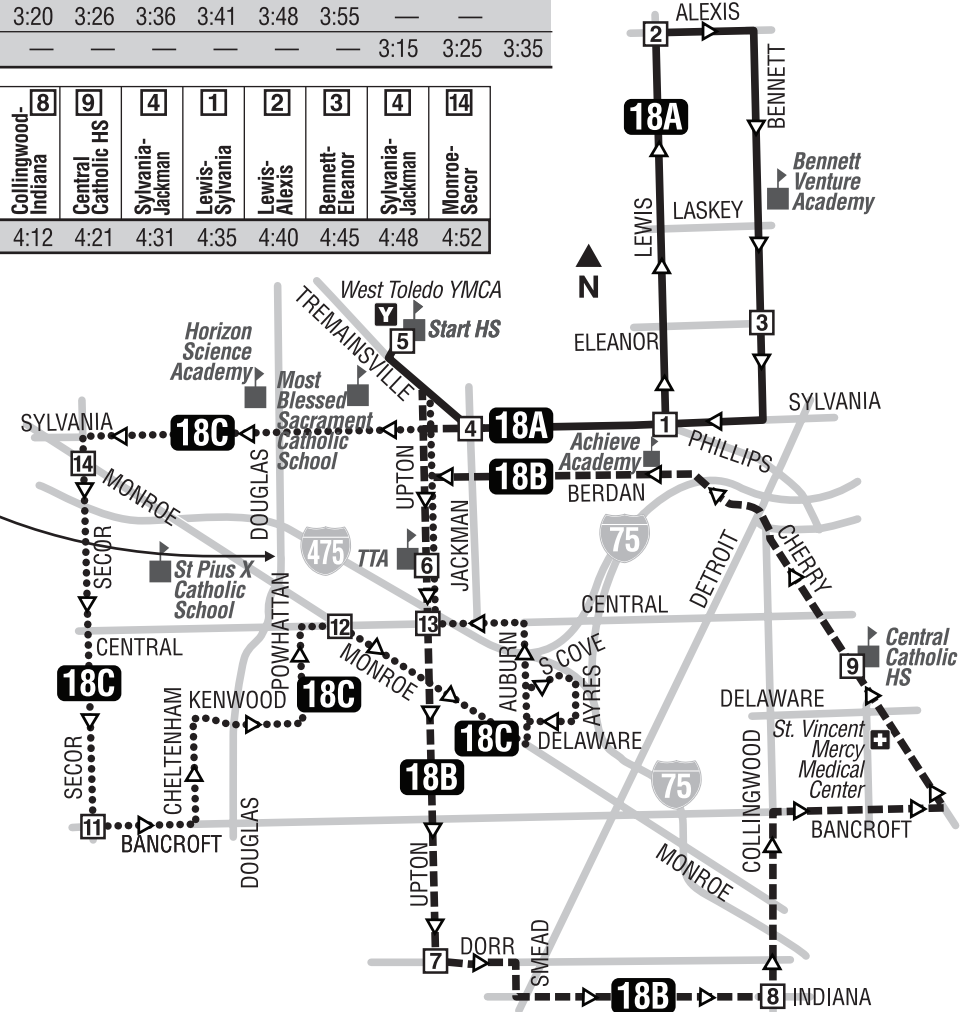 3:20 3:26 3:36 3:41 3:48 3:55 — —
— — — — — — 3:15 3:25 3:35
8 9 4 1 2 3 4 14
Collingwood-
Indiana
Central
Catholic HS
Sylvania-
Jackman
Lewis-
Sylvania
Lewis-
Alexis
Bennett-
Eleanor
Sylvania-
Jackman
Monroe-
Secor
4:12 4:21 4:31 4:35 4:40 4:45 4:48 4:52
ALEXIS
2
BENNETT
18A
Bennett
Venture
Academy
LASKEY
LEWIS
N
3
ELEANOR
West Toledo YMCA
Y
Start HS
5
TREMAINSVILLE
Horizon
Science
Academy
Most
Blessed
Sacrament
Catholic
School
SYLVANIA
18C
4
18A
1
SYLVANIA
PHILLIPS
Achieve
Academy
14
MONROE
DOUGLAS
UPTON
18B
BERDAN
JACKMAN
475
75
DETROIT
CHERRY
SECOR
St Pius X
Catholic
School
TTA
6
CENTRAL
POWHATTAN
12
13
CENTRAL
MONROE
AUBURN
S COVE
AYRES
9
Central
Catholic
HS
18C
KENWOOD
18C
CHELTENHAM
18C
DELAWARE
DELAWARE
St. Vincent
Mercy
Medical
Center
18B
75
SECOR
COLLINGWOOD
11
BANCROFT
DOUGLAS
BANCROFT
UPTON
MONROE
7
DORR
SMEAD
18B
8
INDIANA